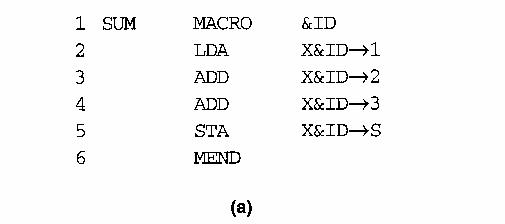 1 SUM MACRO &ID
2 LDA X&ID→1
3 ADD X&ID→2
4 ADD X&ID→3
5 STA X&ID→S
6 MEND
(a)